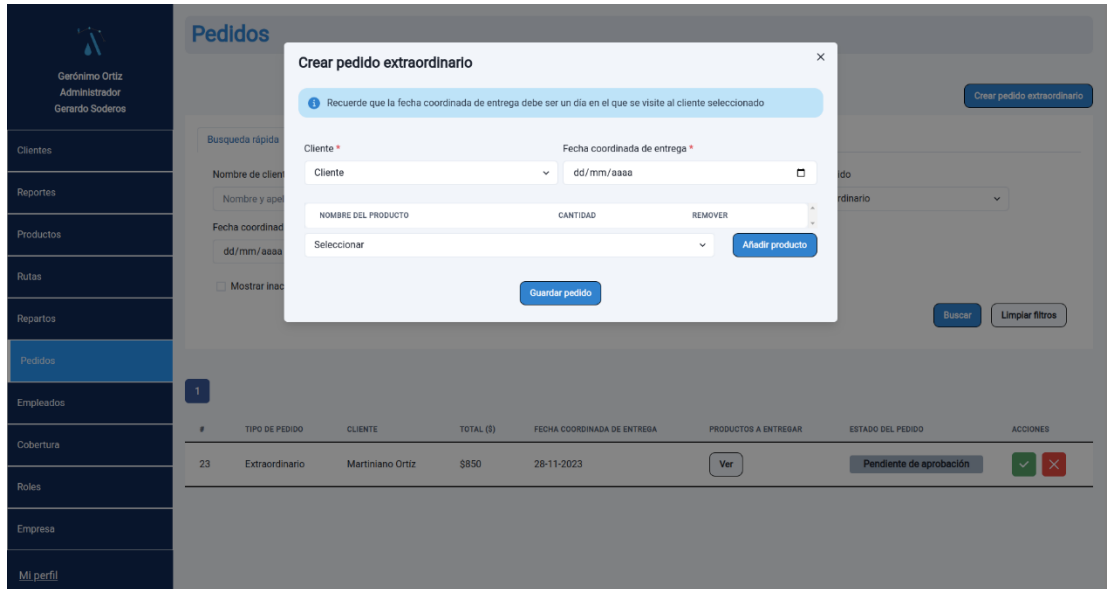 Gerónimo Ortiz
Administrador
Gerardo Soderos
Clientes
Reportes
Productos
Rutas
Repartos
Pedidos
Empleados
Cobertura
Roles
Empresa
Mi perfil
Pedidos
Crear pedido extraordinario
Busqueda rápida
Nombre de client
Nombre y apel
Fecha coordinad
dd/mm/aaaa
Mostrar inac
ido
rdinario
Buscar
Limpiar filtros
Crear pedido extraordinario
×
Recuerde que la fecha coordinada de entrega debe ser un día en el que se visite al cliente seleccionado
Cliente * Fecha coordinada de entrega *
Cliente dd/mm/aaaa
NOMBRE DEL PRODUCTO CANTIDAD REMOVER
Seleccionar Añadir producto
Guardar pedido
1
# TIPO DE PEDIDO CLIENTE TOTAL ($) FECHA COORDINADA DE ENTREGA PRODUCTOS A ENTREGAR ESTADO DEL PEDIDO ACCIONES
23 Extraordinario Martiniano Ortiz $850 28-11-2023 Ver Pendiente de aprobación